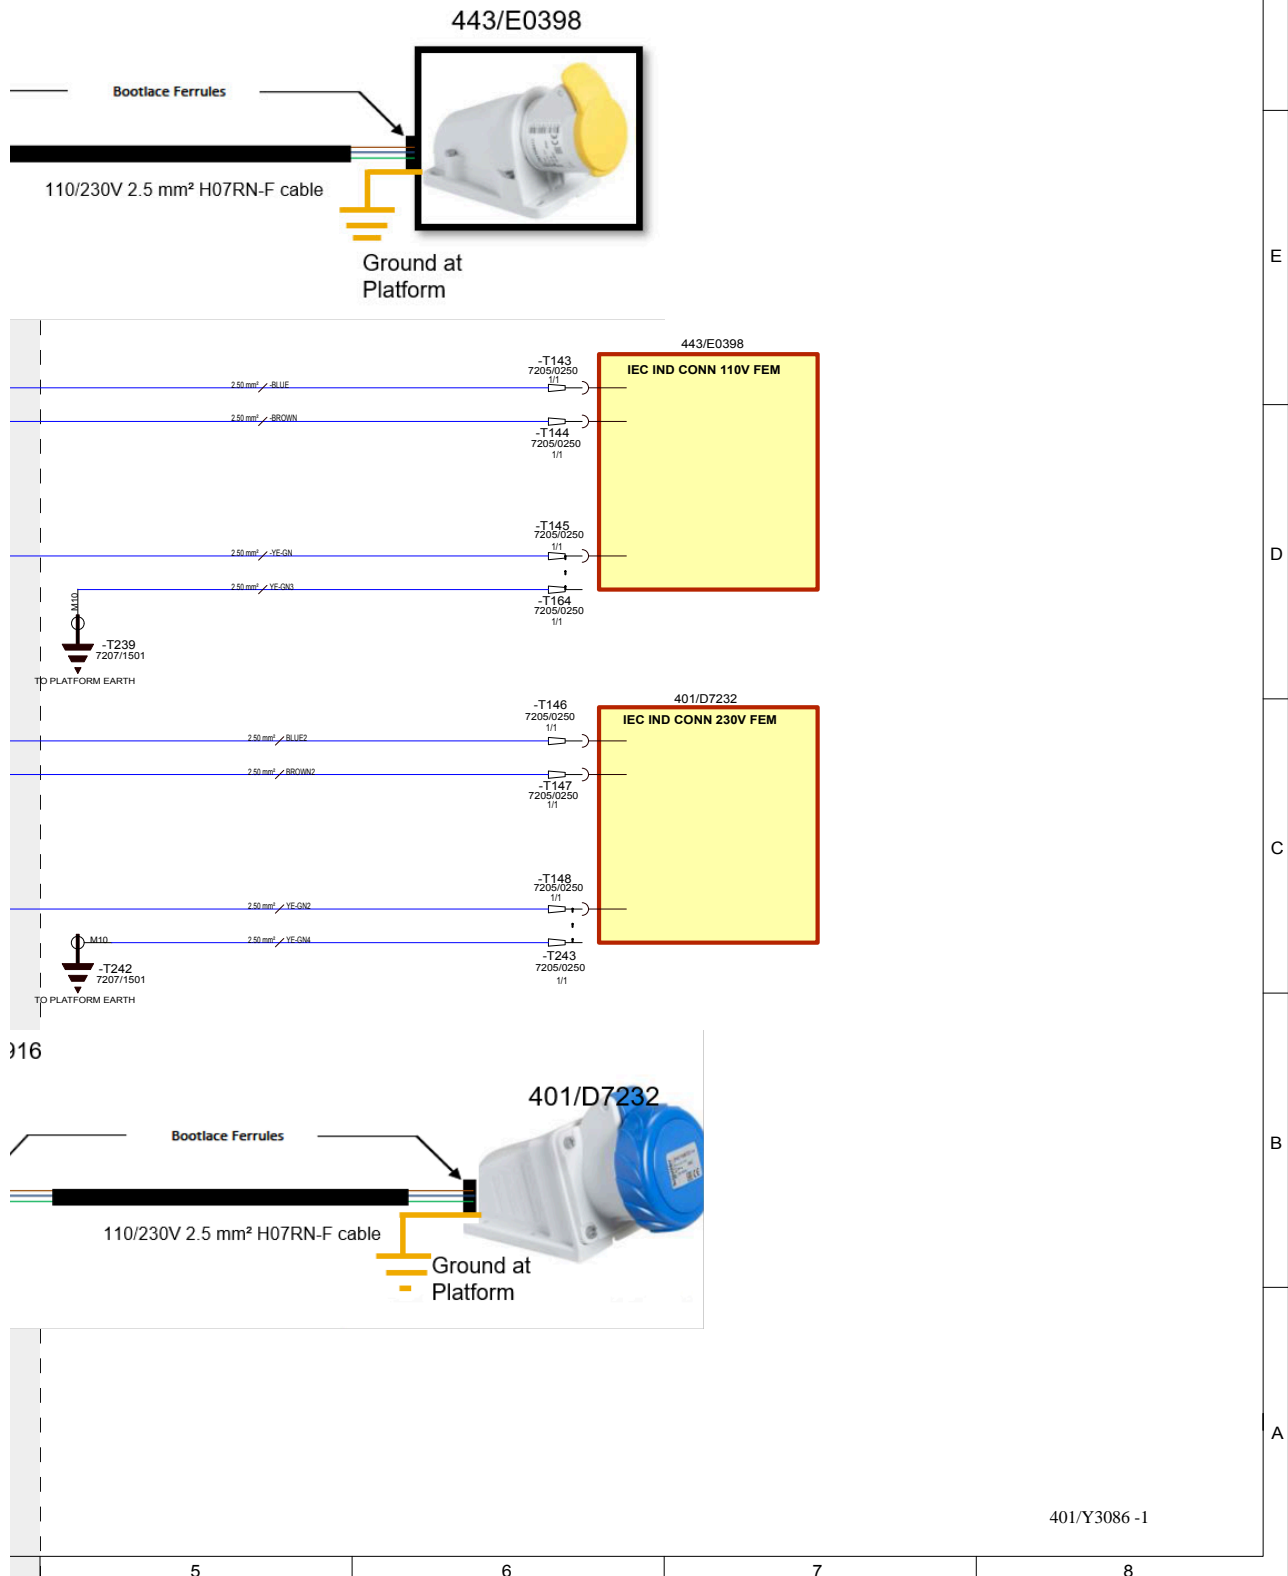 443/E0398
Bootlace Ferrules
110/230V 2.5 mm² H07RN-F cable
Ground at
Platform
E
443/E0398
IEC IND CONN 110V FEM
-T143
7205/0250
1/1
2.50 mm² -BLUE
2.50 mm² -BROWN
-T144
7205/0250
1/1
-T145
7205/0250
1/1
2.50 mm² -YE-GN
D
2.50 mm² YE-GN3
M10
-T164
7205/0250
1/1
-T239
7207/1501
TO PLATFORM EARTH
401/D7232
IEC IND CONN 230V FEM
-T146
7205/0250
1/1
2.50 mm² BLUE2
2.50 mm² BROWN2
-T147
7205/0250
1/1
C
-T148
7205/0250
1/1
2.50 mm² YE-GN2
M10
2.50 mm² YE-GN4
-T243
7205/0250
1/1
-T242
7207/1501
TO PLATFORM EARTH
916
401/D7232
Bootlace Ferrules
B
110/230V 2.5 mm² H07RN-F cable
Ground at
Platform
A
401/Y3086 -1
5 6 7 8